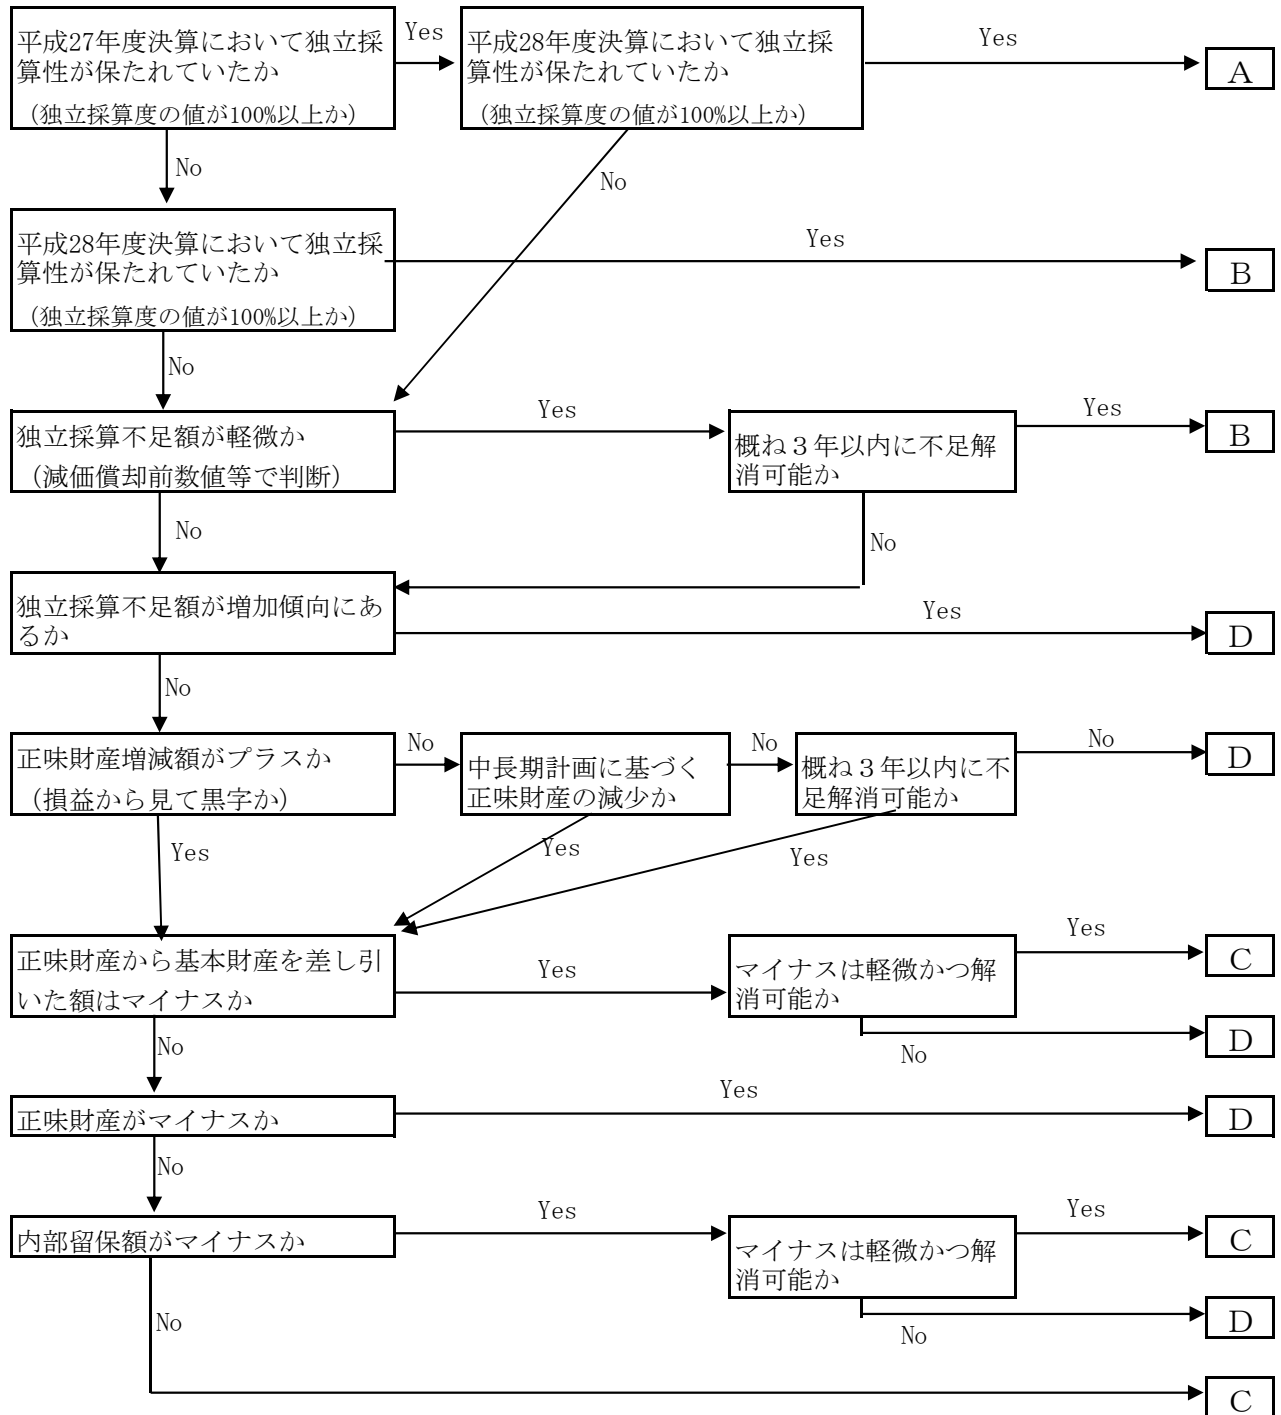 平成27年度決算において独立採
算性が保たれていたか
（独立採算度の値が100%以上か）
Yes
平成28年度決算において独立採
算性が保たれていたか
（独立採算度の値が100%以上か）
Yes
A
No
No
平成28年度決算において独立採
算性が保たれていたか
（独立採算度の値が100%以上か）
Yes
B
No
独立採算不足額が軽微か
（減価償却前数値等で判断）
Yes
概ね３年以内に不足解
消可能か
Yes
B
No
No
独立採算不足額が増加傾向にあ
るか
Yes
D
No
正味財産増減額がプラスか
（損益から見て黒字か）
No
中長期計画に基づく
正味財産の減少か
No
概ね３年以内に不
足解消可能か
No
D
Yes
Yes
Yes
正味財産から基本財産を差し引
いた額はマイナスか
Yes
マイナスは軽微かつ解
消可能か
Yes
C
No
D
No
正味財産がマイナスか
Yes
D
No
内部留保額がマイナスか
Yes
マイナスは軽微かつ解
消可能か
Yes
C
No
D
No
C